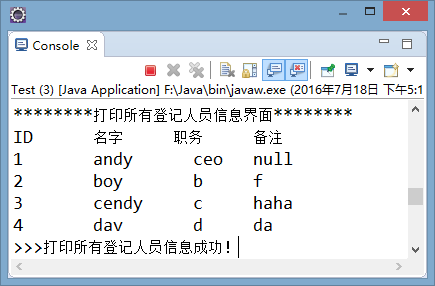 Console
Test (3) [Java Application] F:\Java\bin\javaw.exe (2016年7月18日 下午5:1
********打印所有登记人员信息界面********
ID 名字 职务 备注
1 andy ceo null
2 boy b f
3 cendy c haha
4 dav d da
>>>打印所有登记人员信息成功!